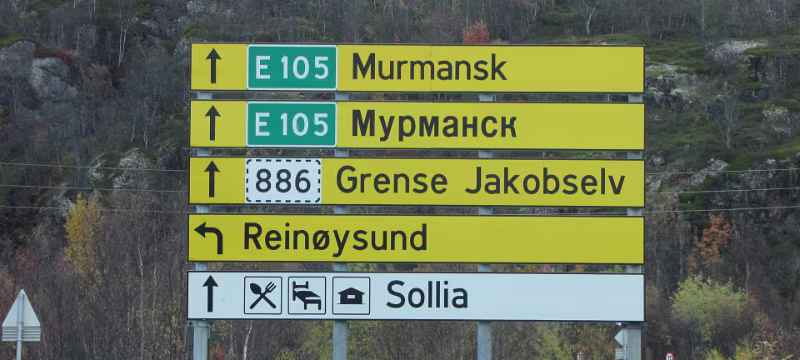 E 105 Murmansk
E 105 Мурманск
886 Grense Jakobselv
Reinøysund
Sollia